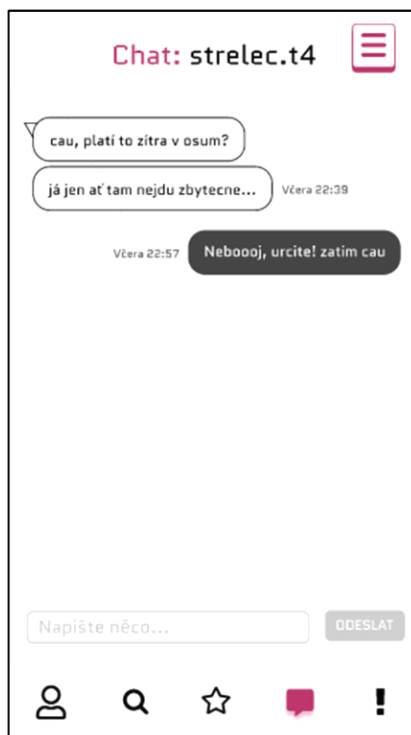 Chat: strelec.t4
cau, platí to zítra v osum?
já jen ať tam nejdu zbytecne...
Včera 22:39
Včera 22:57
Neboooj, urcite! zatim cau
Napište něco...
ODESLAT